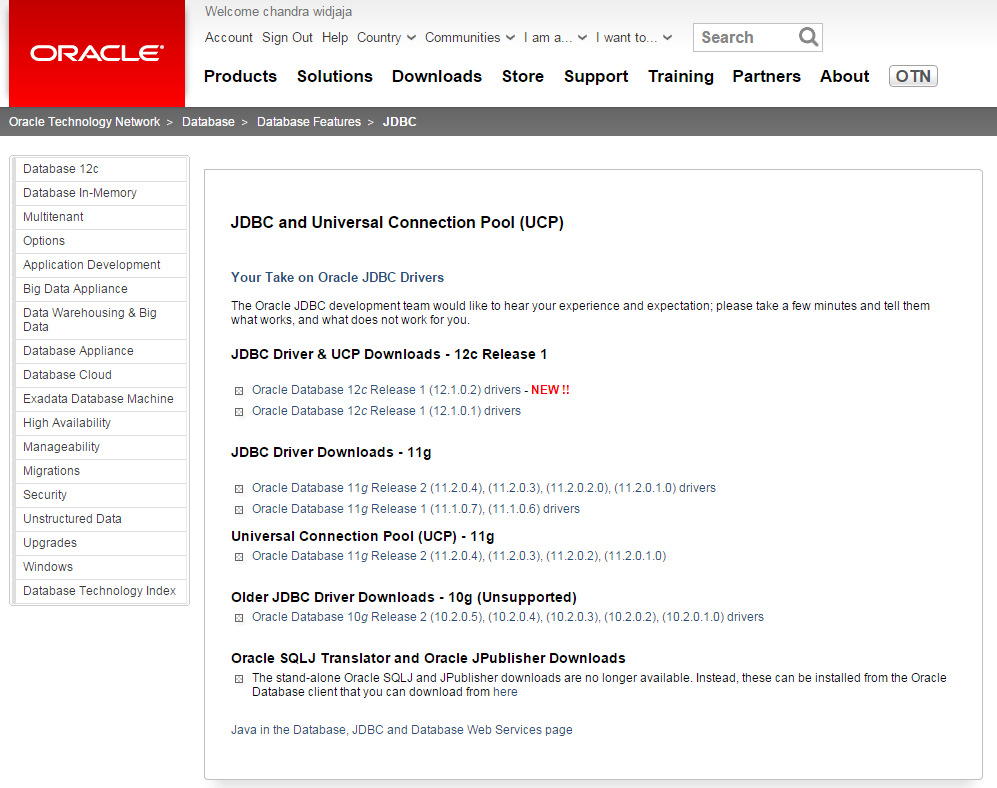 Welcome chandra widjaja
ORACLE
Account Sign Out Help Country Communities I am a... I want to... Search
Products Solutions Downloads Store Support Training Partners About OTN
Oracle Technology Network > Database > Database Features > JDBC
Database 12c
Database In-Memory
Multitenant
Options
Application Development
Big Data Appliance
Data Warehousing & Big
Data
Database Appliance
Database Cloud
Exadata Database Machine
High Availability
Manageability
Migrations
Security
Unstructured Data
Upgrades
Windows
Database Technology Index
JDBC and Universal Connection Pool (UCP)
Your Take on Oracle JDBC Drivers
The Oracle JDBC development team would like to hear your experience and expectation; please take a few minutes and tell them
what works, and what does not work for you.
JDBC Driver & UCP Downloads - 12c Release 1
Oracle Database 12c Release 1 (12.1.0.2) drivers - NEW !!
Oracle Database 12c Release 1 (12.1.0.1) drivers
JDBC Driver Downloads - 11g
Oracle Database 11g Release 2 (11.2.0.4), (11.2.0.3), (11.2.0.2.0), (11.2.0.1.0) drivers
Oracle Database 11g Release 1 (11.1.0.7), (11.1.0.6) drivers
Universal Connection Pool (UCP) - 11g
Oracle Database 11g Release 2 (11.2.0.4), (11.2.0.3), (11.2.0.2), (11.2.0.1.0)
Older JDBC Driver Downloads - 10g (Unsupported)
Oracle Database 10g Release 2 (10.2.0.5), (10.2.0.4), (10.2.0.3), (10.2.0.2), (10.2.0.1.0) drivers
Oracle SQLJ Translator and Oracle JPublisher Downloads
The stand-alone Oracle SQLJ and JPublisher downloads are no longer available. Instead, these can be installed from the Oracle
Database client that you can download from here
Java in the Database, JDBC and Database Web Services page